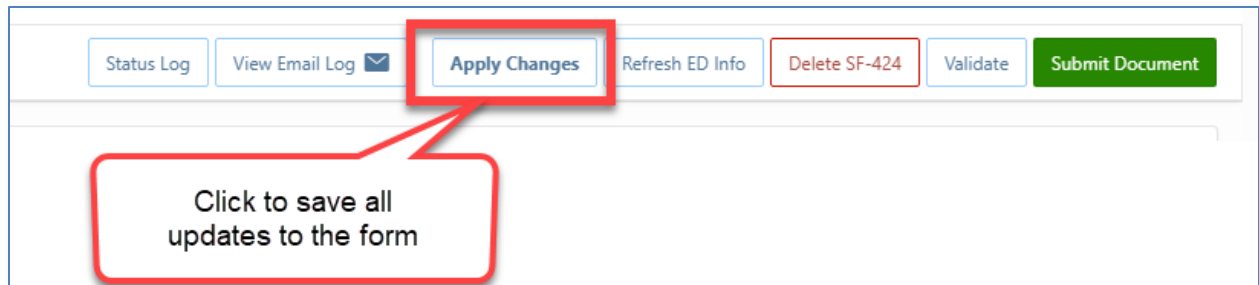 Status Log View Email Log Apply Changes Refresh ED Info Delete SF-424 Validate Submit Document
Click to save all
updates to the form